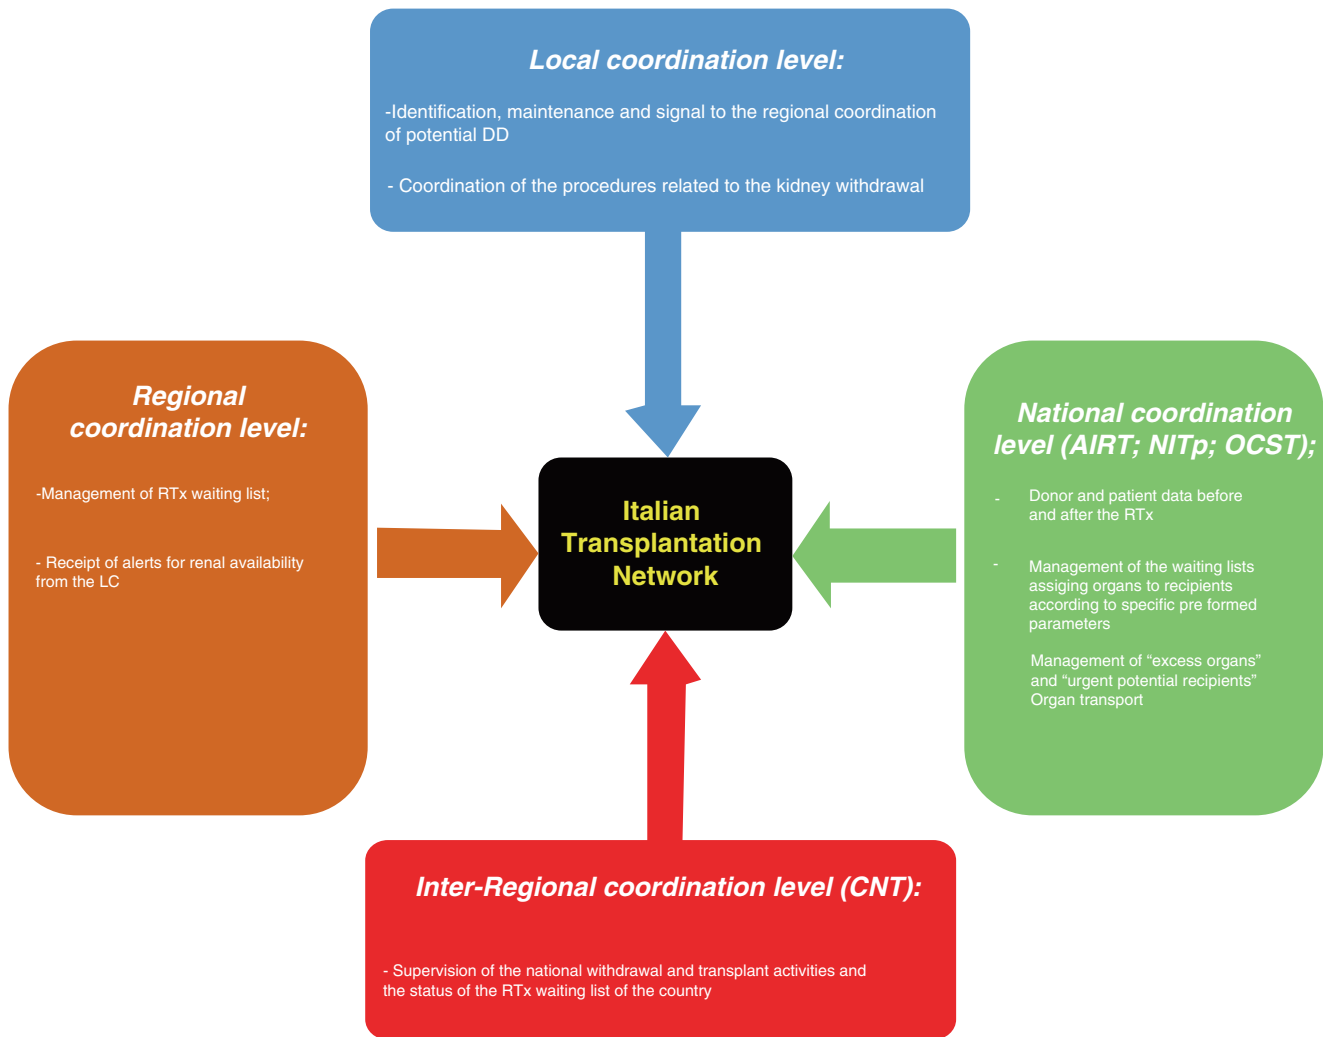 Local coordination level:
-Identification, maintenance and signal to the regional coordination
of potential DD
- Coordination of the procedures related to the kidney withdrawal
Regional
coordination level:
-Management of RTx waiting list;
- Receipt of alerts for renal availability
from the LC
Italian
Transplantation
Network
National coordination
level (AIRT; NITp; OCST);
- Donor and patient data before
and after the RTx
- Management of the waiting lists
assiging organs to recipients
according to specific pre formed
parameters
Management of “excess organs”
and “urgent potential recipients”
Organ transport
Inter-Regional coordination level (CNT):
- Supervision of the national withdrawal and transplant activities and
the status of the RTx waiting list of the country